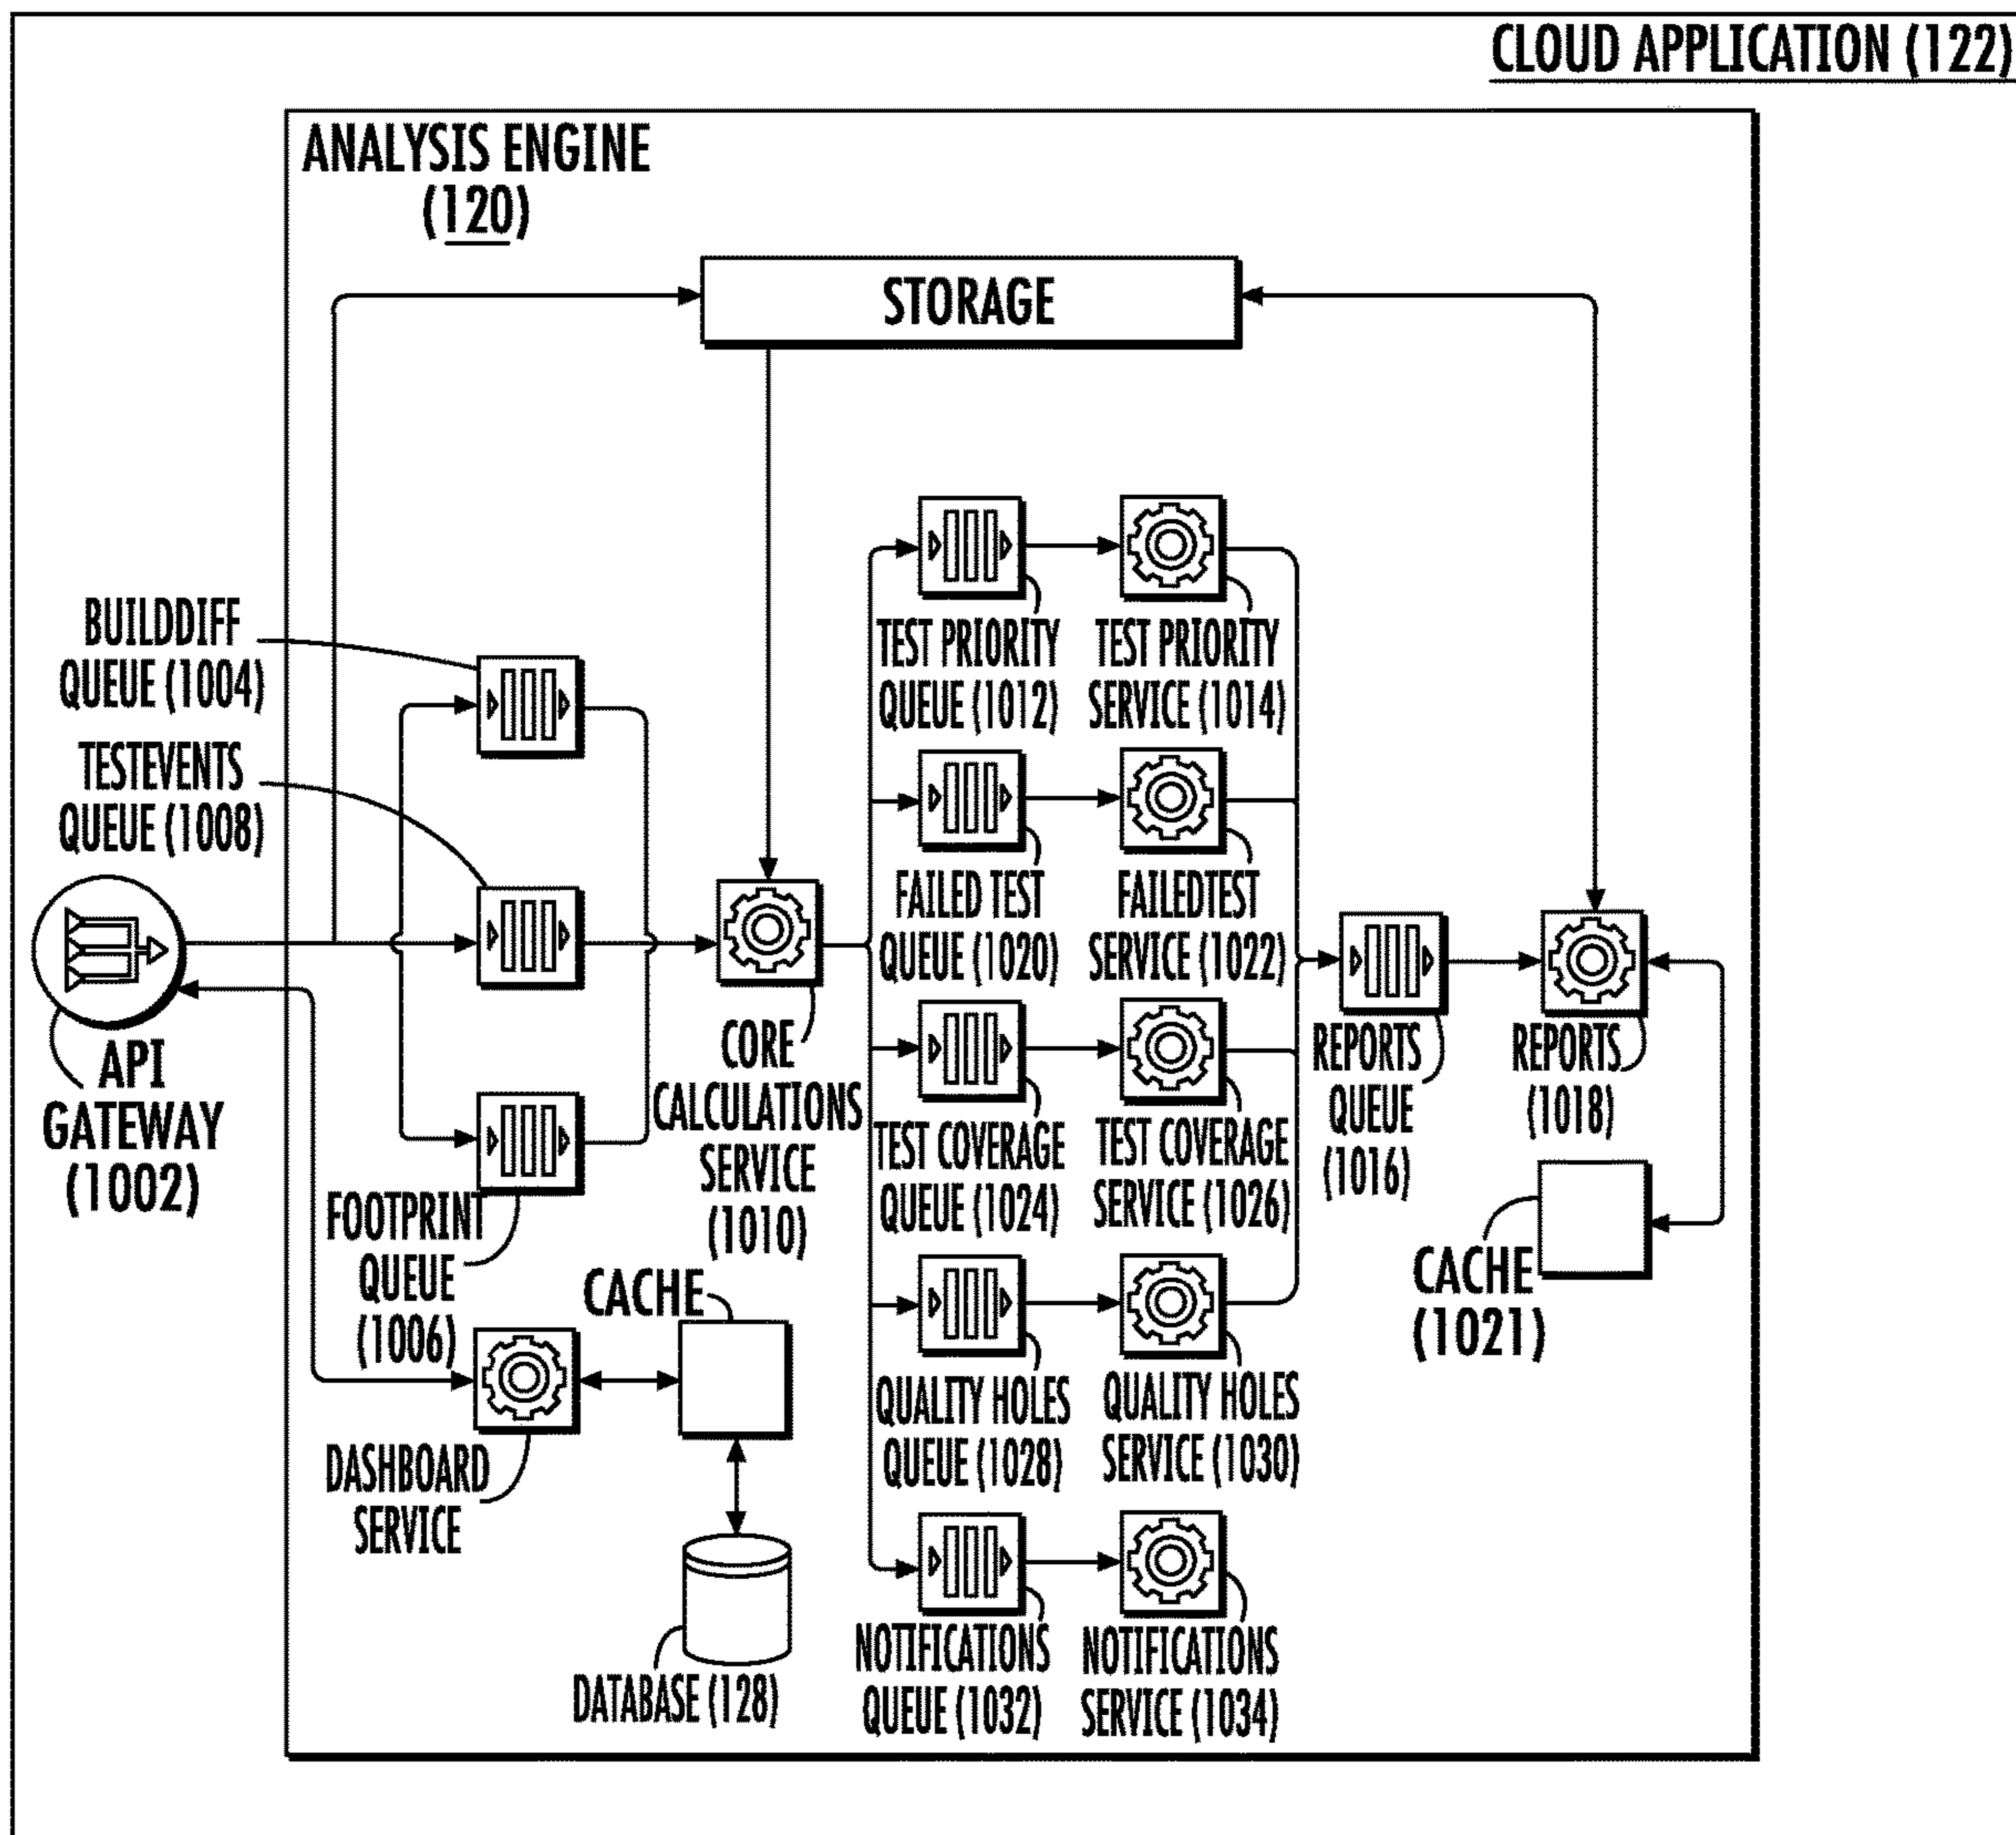 CLOUD APPLICATION (122)
ANALYSIS ENGINE
(120)
STORAGE
BUILDDIFF
QUEUE (1004)
TESTEVENTS
QUEUE (1008)
API
GATEWAY
(1002)
FOOTPRINT
QUEUE
(1006)
CORE
CALCULATIONS
SERVICE
(1010)
TEST PRIORITY
QUEUE (1012)
TEST PRIORITY
SERVICE (1014)
FAILED TEST
QUEUE (1020)
FAILEDTEST
SERVICE (1022)
TEST COVERAGE
QUEUE (1024)
TEST COVERAGE
SERVICE (1026)
QUALITY HOLES
QUEUE (1028)
QUALITY HOLES
SERVICE (1030)
NOTIFICATIONS
QUEUE (1032)
NOTIFICATIONS
SERVICE (1034)
REPORTS
QUEUE
(1016)
REPORTS
(1018)
CACHE
(1021)
CACHE
DASHBOARD
SERVICE
DATABASE (128)